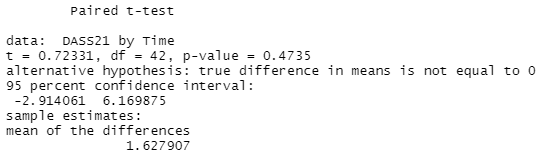 Paired t-test
data: DASS21 by Time
t = 0.72331, df = 42, p-value = 0.4735
alternative hypothesis: true difference in means is not equal to 0
95 percent confidence interval:
-2.914061 6.169875
sample estimates:
mean of the differences
1.627907